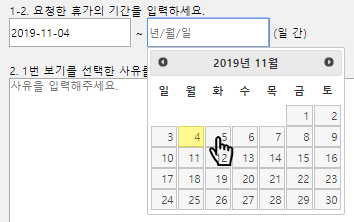 1-2. 요청한 휴가의 기간을 입력하세요.
2019-11-04 ~ 년/월/일 (일 간)
2019년 11월
2. 1번 보기를 선택한 사유를
사유을 입력해주세요.
일 월 화 수 목 금 토
1 2
3 4 5 6 7 8 9
10 11 12 13 14 15 16
17 18 19 20 21 22 23
24 25 26 27 28 29 30